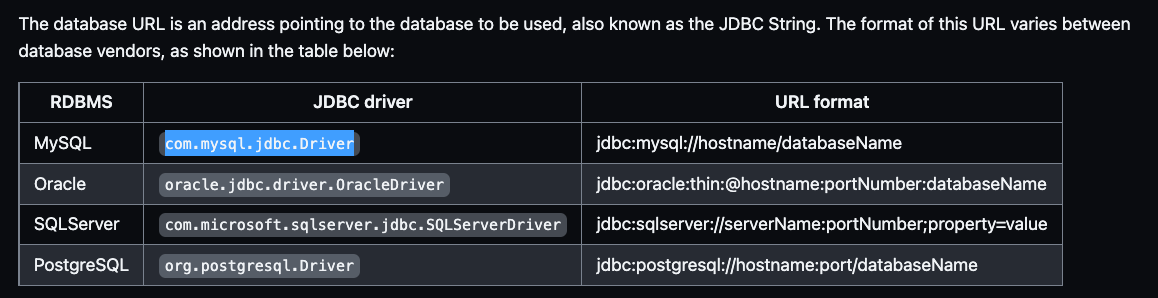 The database URL is an address pointing to the database to be used, also known as the JDBC String. The format of this URL varies between
database vendors, as shown in the table below:
RDBMS JDBC driver URL format
MySQL com.mysql.jdbc.Driver jdbc:mysql://hostname/databaseName
Oracle oracle.jdbc.driver.OracleDriver jdbc:oracle:thin:@hostname:portNumber:databaseName
SQLServer com.microsoft.sqlserver.jdbc.SQLServerDriver jdbc:sqlserver://serverName:portNumber;property=value
PostgreSQL org.postgresql.Driver jdbc:postgresql://hostname:port/databaseName